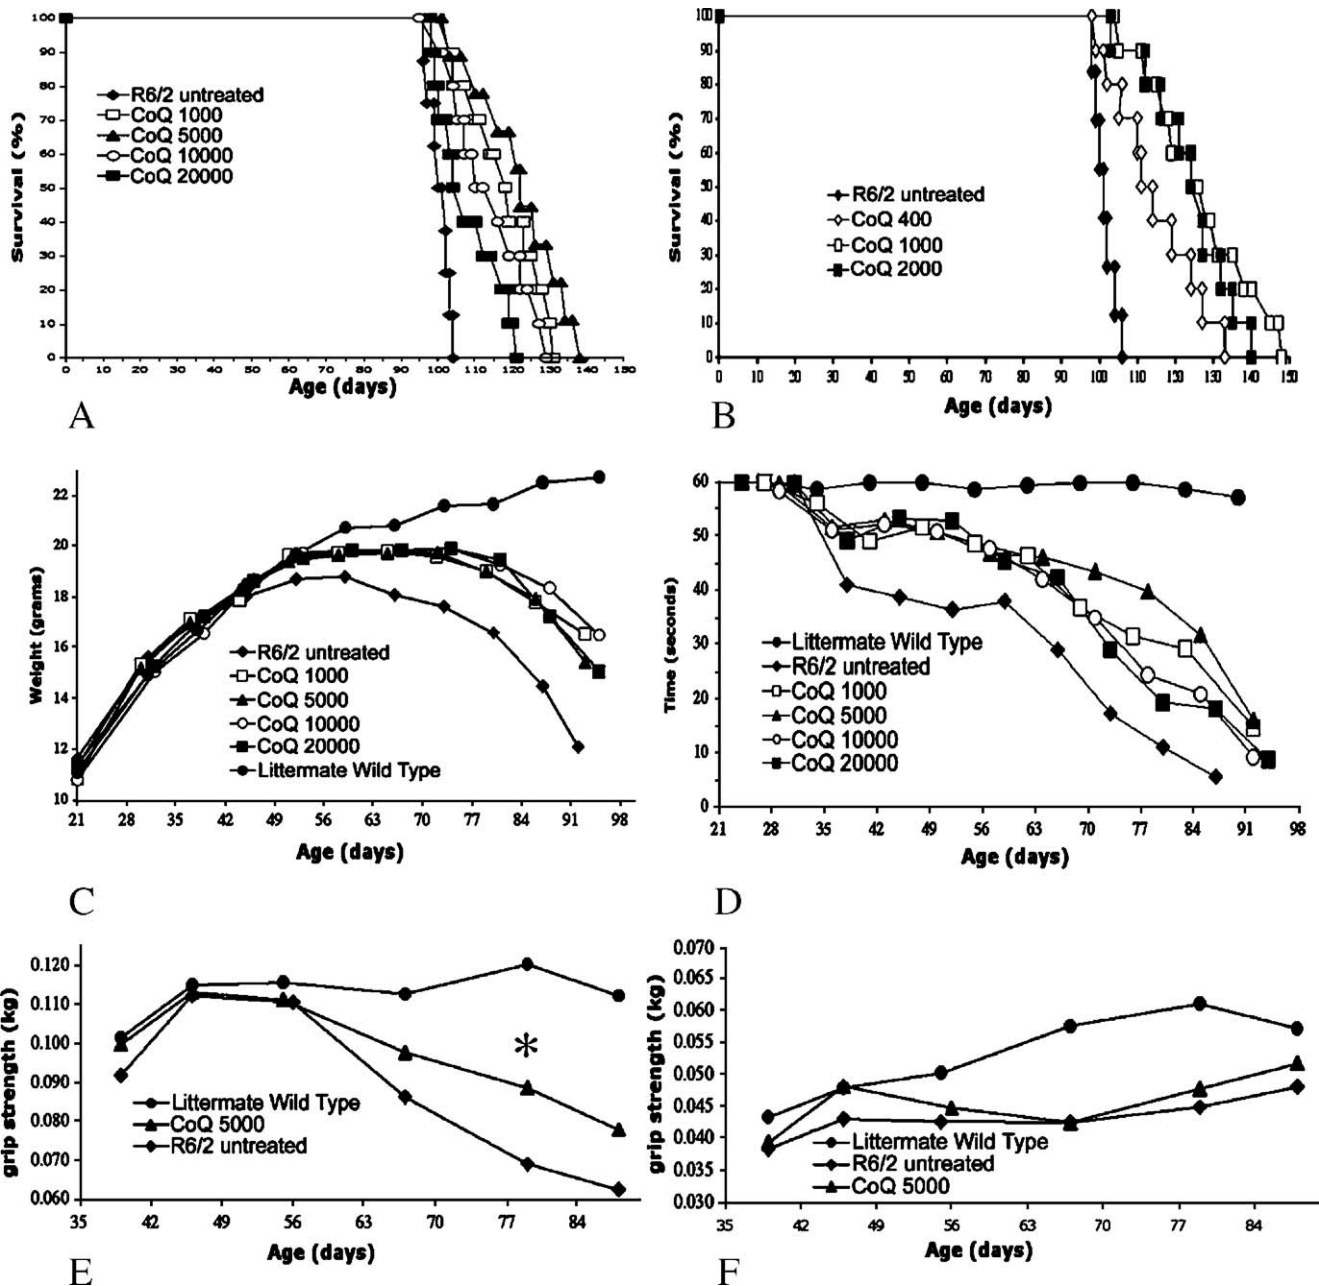 100
90
80
70
60
50
40
30
20
10
0
Survival (%)
R6/2 untreated
CoQ 1000
CoQ 5000
CoQ 10000
CoQ 20000
0 10 20 30 40 50 60 70 80 90 100 110 120 130 140 150
Age (days)
A
100
90
80
70
60
50
40
30
20
10
0
Survival (%)
R6/2 untreated
CoQ 400
CoQ 1000
CoQ 2000
0 10 20 30 40 50 60 70 80 90 100 110 120 130 140 150
Age (days)
B
22
20
18
16
14
12
10
Weight (grams)
R6/2 untreated
CoQ 1000
CoQ 5000
CoQ 10000
CoQ 20000
Littermate Wild Type
21 28 35 42 49 56 63 70 77 84 91 98
Age (days)
C
60
50
40
30
20
10
0
Time (seconds)
Littermate Wild Type
R6/2 untreated
CoQ 1000
CoQ 5000
CoQ 10000
CoQ 20000
21 28 35 42 49 56 63 70 77 84 91 98
Age (days)
D
0.120
0.110
0.100
0.090
0.080
0.070
0.060
grip strength (kg)
*
Littermate Wild Type
CoQ 5000
R6/2 untreated
35 42 49 56 63 70 77 84
Age (days)
E
0.070
0.065
0.060
0.055
0.050
0.045
0.040
0.035
0.030
grip strength (kg)
Littermate Wild Type
R6/2 untreated
CoQ 5000
35 42 49 56 63 70 77 84
Age (days)
F